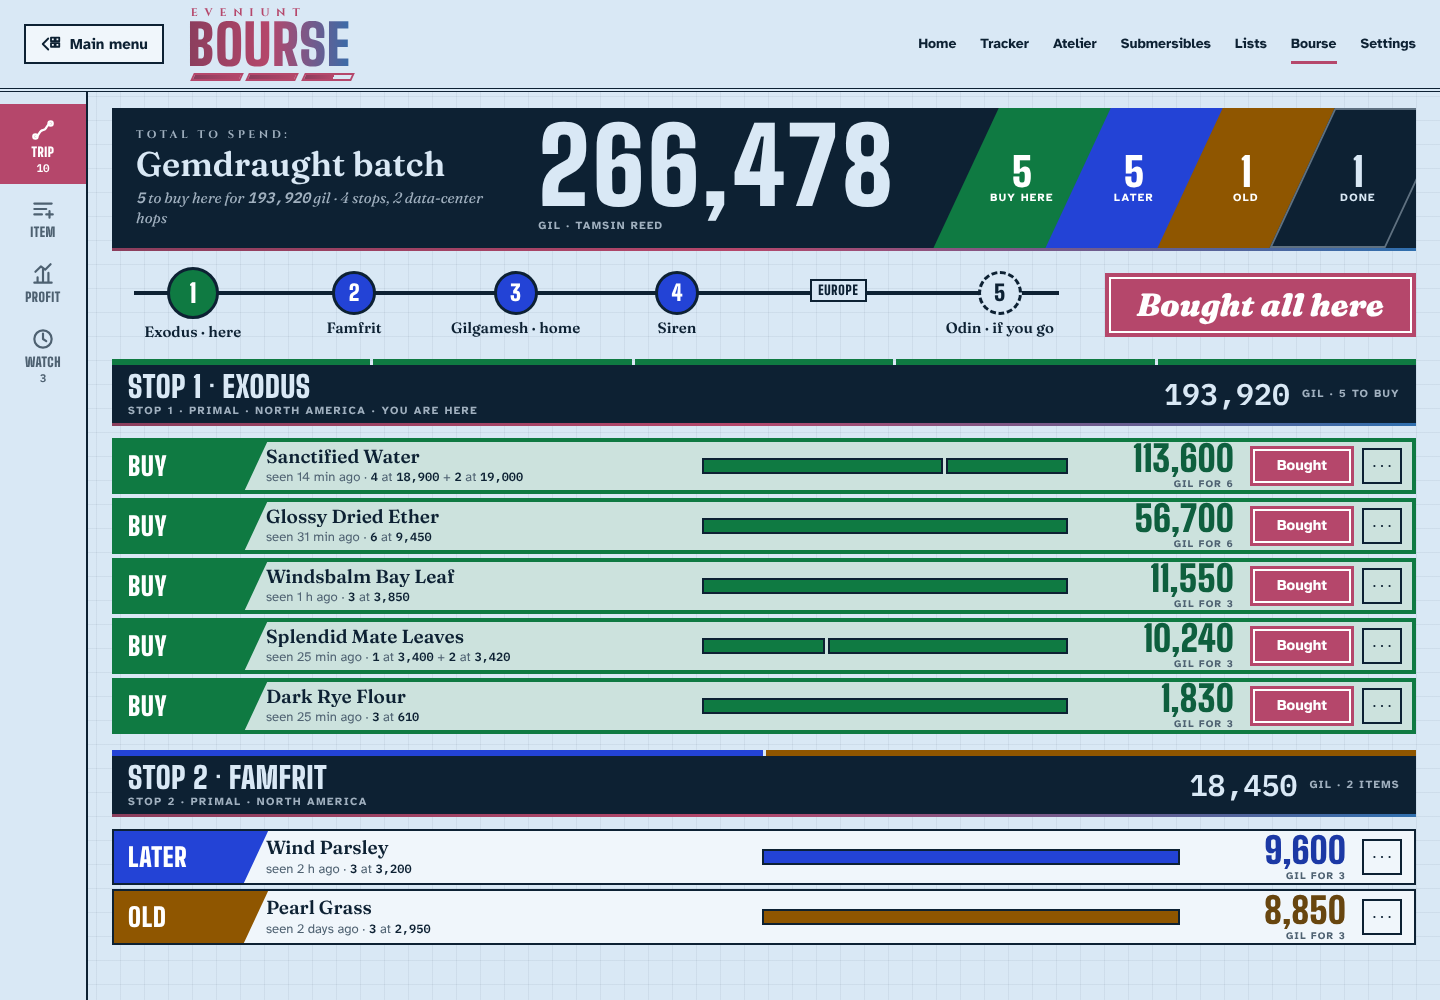 Main menu
EVENIUNT
BOURSE
Home Tracker Atelier Submersibles Lists Bourse Settings
TRIP
10
ITEM
PROFIT
WATCH
3
TOTAL TO SPEND:
Gemdraught batch
5 to buy here for 193,920 gil · 4 stops, 2 data-center
hops
266,478
GIL · TAMSIN REED
5
BUY HERE
5
LATER
1
OLD
1
DONE
1
Exodus · here
2
Famfrit
3
Gilgamesh · home
4
Siren
EUROPE
5
Odin · if you go
Bought all here
STOP 1 · EXODUS
STOP 1 · PRIMAL · NORTH AMERICA · YOU ARE HERE
193,920 GIL · 5 TO BUY
BUY
Sanctified Water
seen 14 min ago · 4 at 18,900 + 2 at 19,000
113,600
GIL FOR 6
Bought
...
BUY
Glossy Dried Ether
seen 31 min ago · 6 at 9,450
56,700
GIL FOR 6
Bought
...
BUY
Windsbalm Bay Leaf
seen 1 h ago · 3 at 3,850
11,550
GIL FOR 3
Bought
...
BUY
Splendid Mate Leaves
seen 25 min ago · 1 at 3,400 + 2 at 3,420
10,240
GIL FOR 3
Bought
...
BUY
Dark Rye Flour
seen 25 min ago · 3 at 610
1,830
GIL FOR 3
Bought
...
STOP 2 · FAMFRIT
STOP 2 · PRIMAL · NORTH AMERICA
18,450 GIL · 2 ITEMS
LATER
Wind Parsley
seen 2 h ago · 3 at 3,200
9,600
GIL FOR 3
...
OLD
Pearl Grass
seen 2 days ago · 3 at 2,950
8,850
GIL FOR 3
...